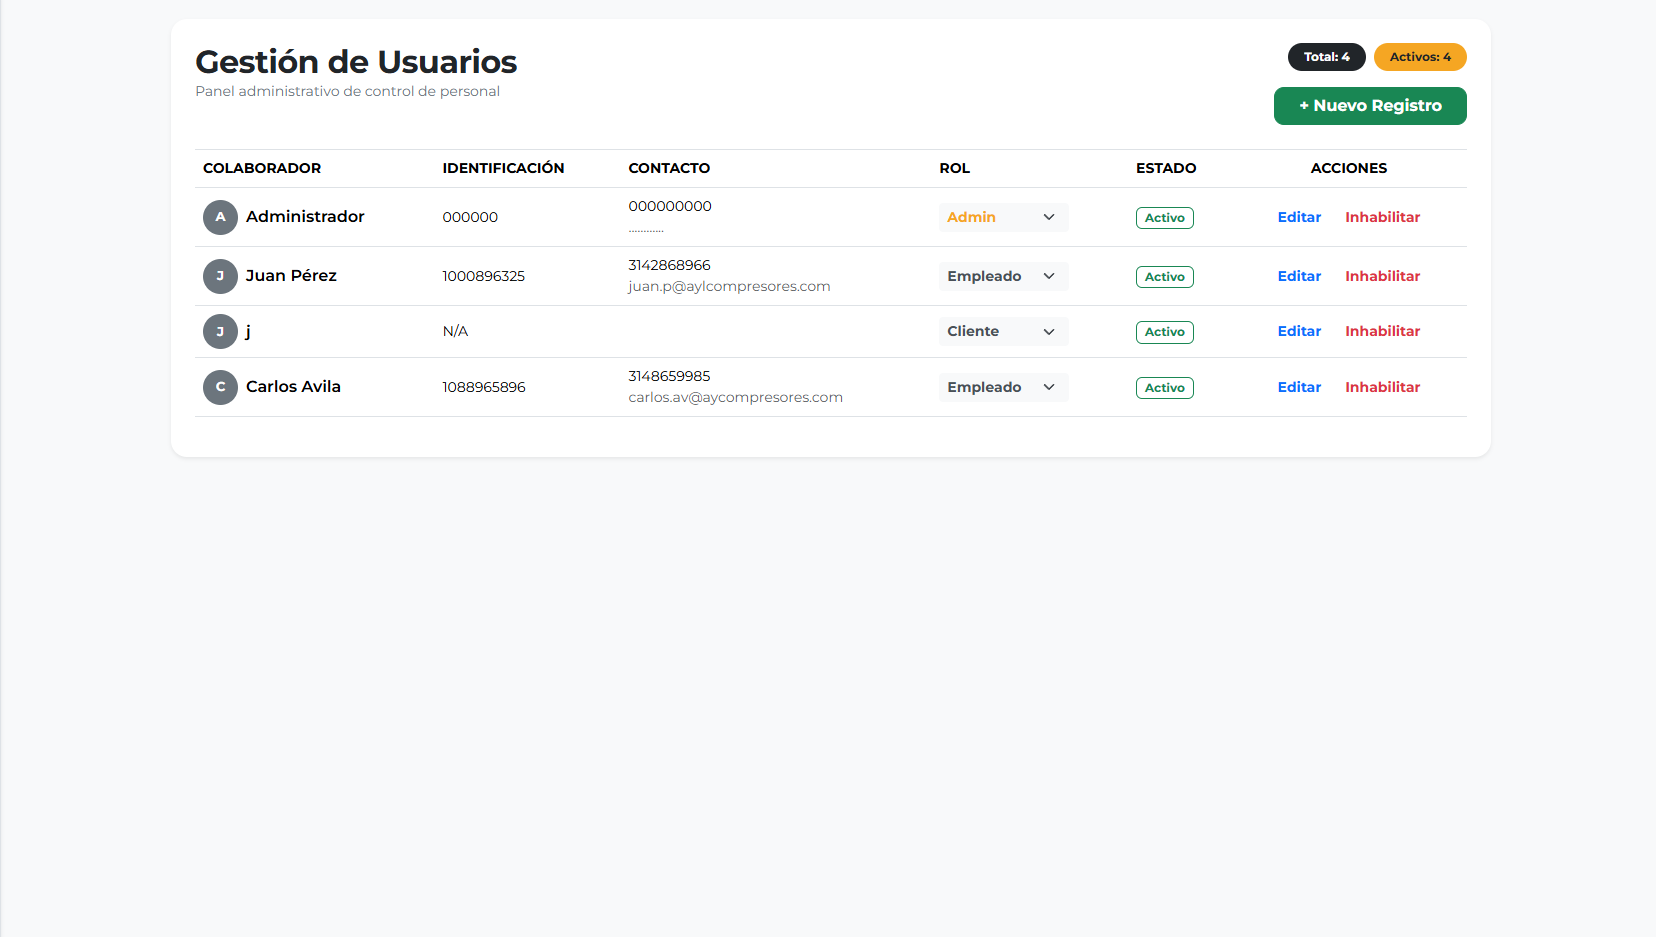 Gestión de Usuarios
Panel administrativo de control de personal
Total: 4 Activos: 4
+ Nuevo Registro
COLABORADOR IDENTIFICACIÓN CONTACTO ROL ESTADO ACCIONES
A Administrador 000000 000000000 Admin Activo Editar Inhabilitar
............
J Juan Pérez 1000896325 3142868966 Empleado Activo Editar Inhabilitar
juan.p@aylcompresores.com
J j N/A Cliente Activo Editar Inhabilitar
C Carlos Avila 1088965896 3148659985 Empleado Activo Editar Inhabilitar
carlos.av@aycompresores.com